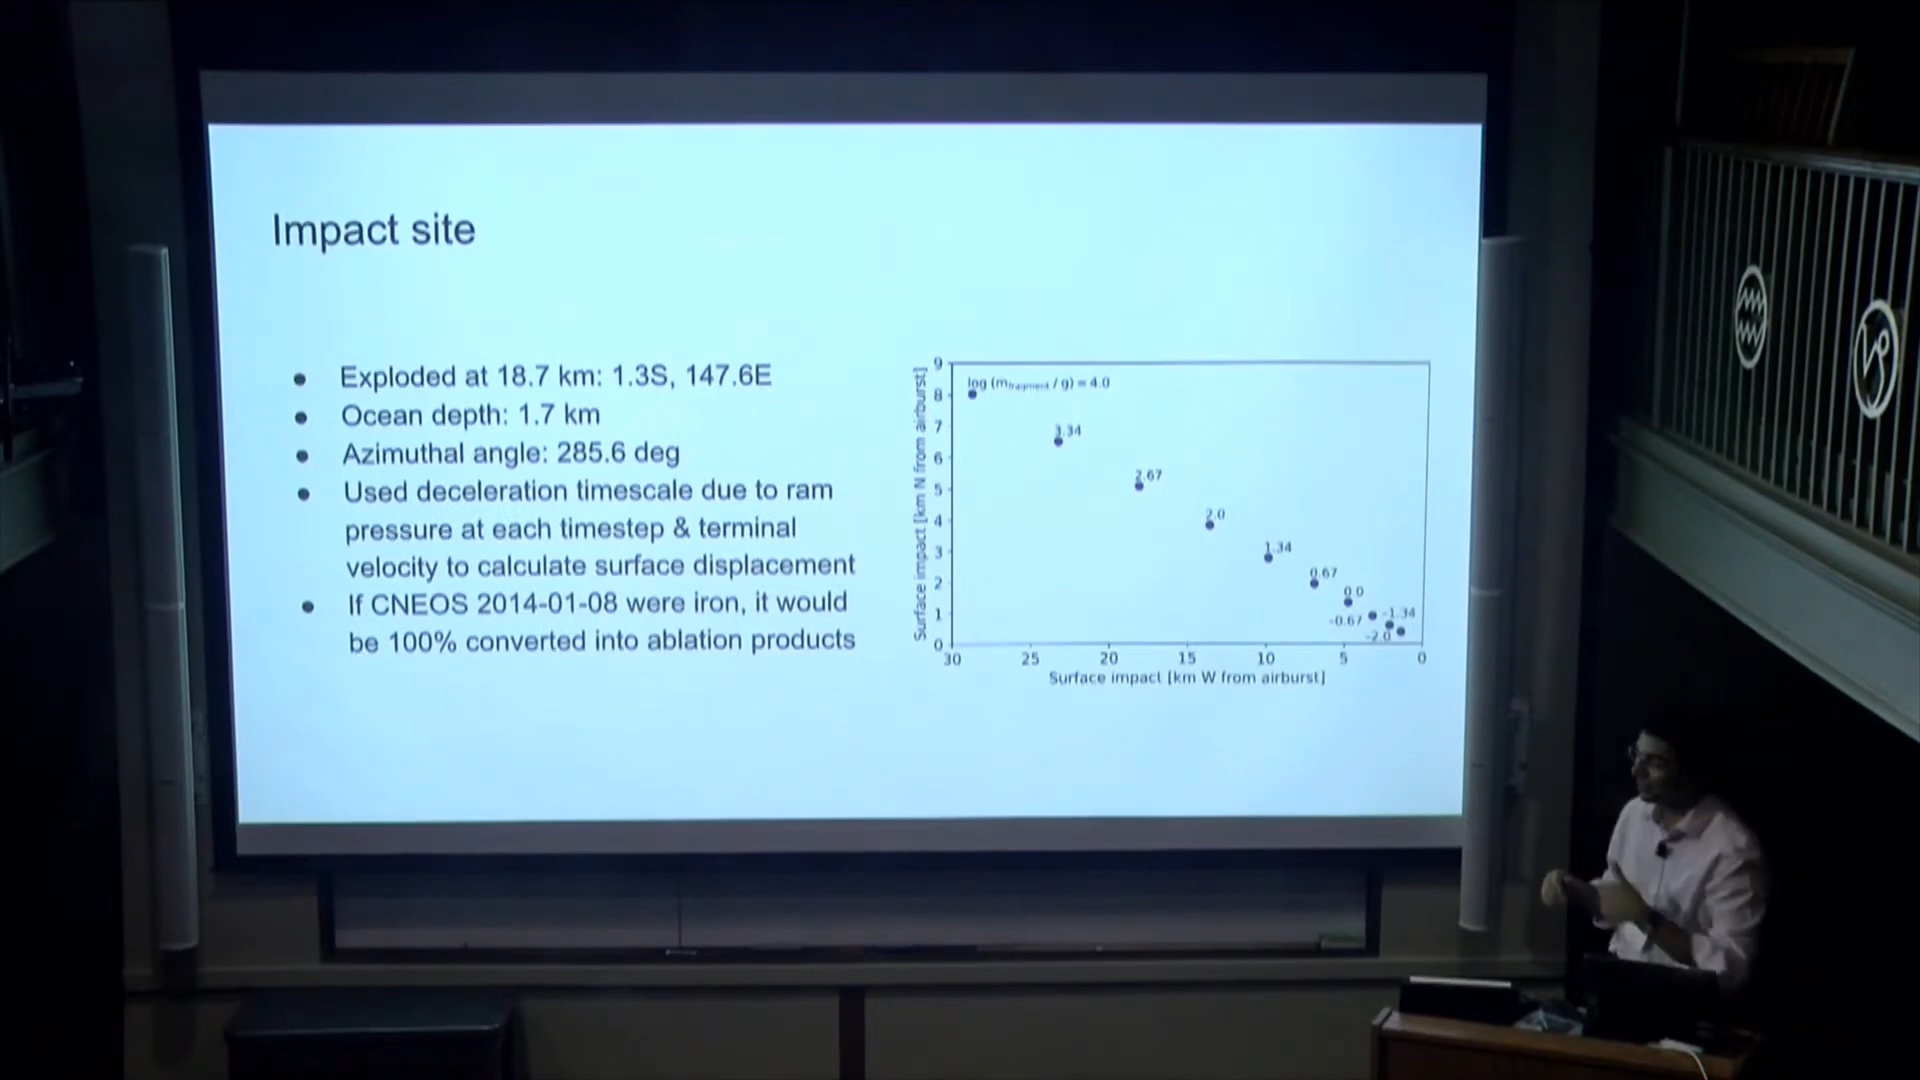 Impact site
Exploded at 18.7 km: 1.3S, 147.6E
Ocean depth: 1.7 km
Azimuthal angle: 285.6 deg
Used deceleration timescale due to ram
pressure at each timestep & terminal
velocity to calculate surface displacement
If CNEOS 2014-01-08 were iron, it would
be 100% converted into ablation products
Surface impact [km N from airburst]
9
8
7
6
5
4
3
2
1
0
log (mfragment / g) = 4.0
3.34
2.67
2.0
1.34
0.67
0.0
-0.67
-1.34
-2.0
30 25 20 15 10 5 0
Surface impact [km W from airburst]